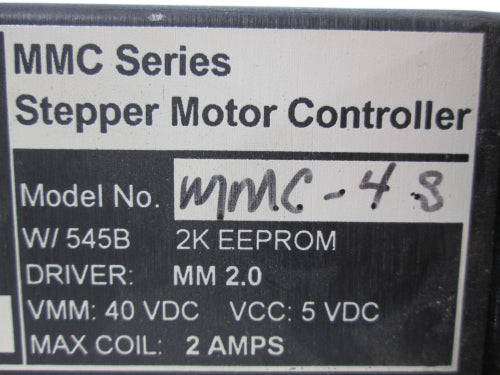 MMC Series
Stepper Motor Controller
Model No. MMC-4S
W/ 545B 2K EEPROM
DRIVER: MM 2.0
VMM: 40 VDC VCC: 5 VDC
MAX COIL: 2 AMPS